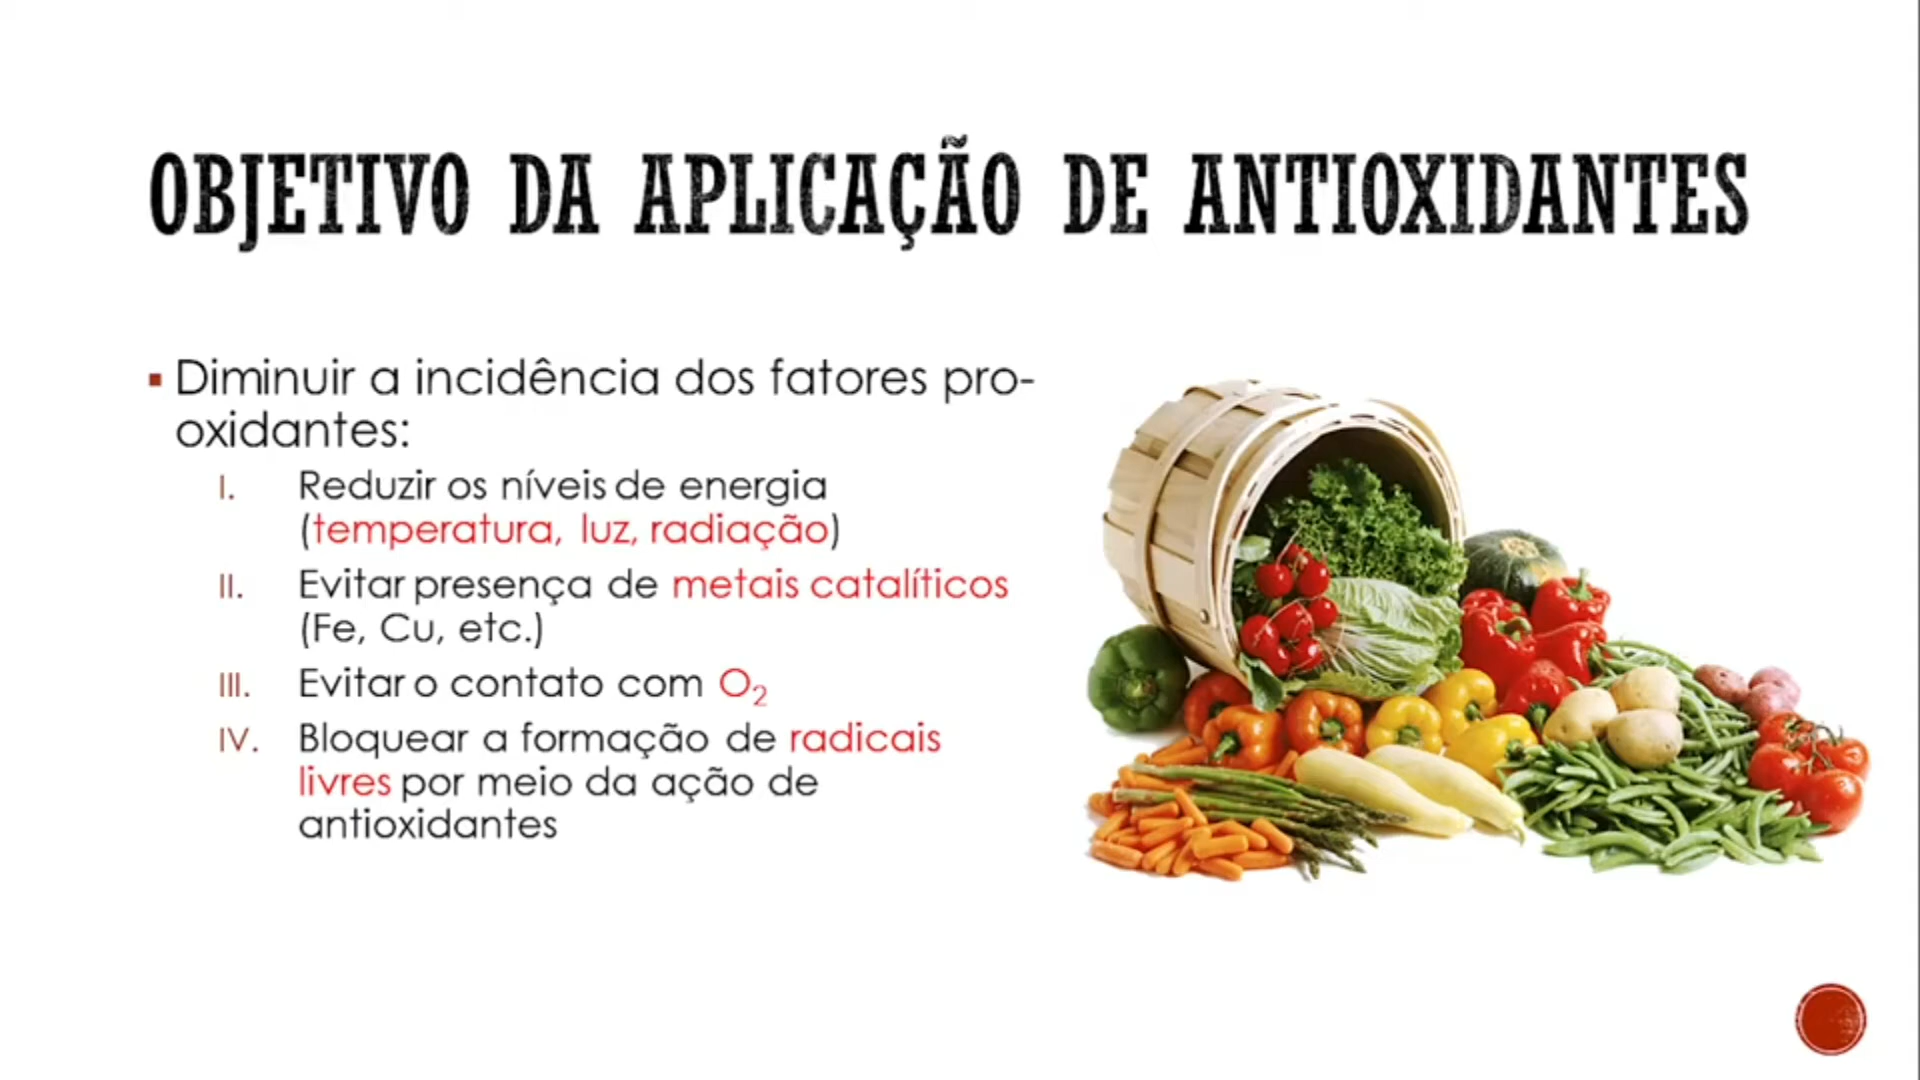 OBJETIVO DA APLICAÇÃO DE ANTIOXIDANTES
▪ Diminuir a incidência dos fatores pro-
oxidantes:
I. Reduzir os níveis de energia
(temperatura, luz, radiação)
II. Evitar presença de metais catalíticos
(Fe, Cu, etc.)
III. Evitar o contato com O₂
IV. Bloquear a formação de radicais
livres por meio da ação de
antioxidantes